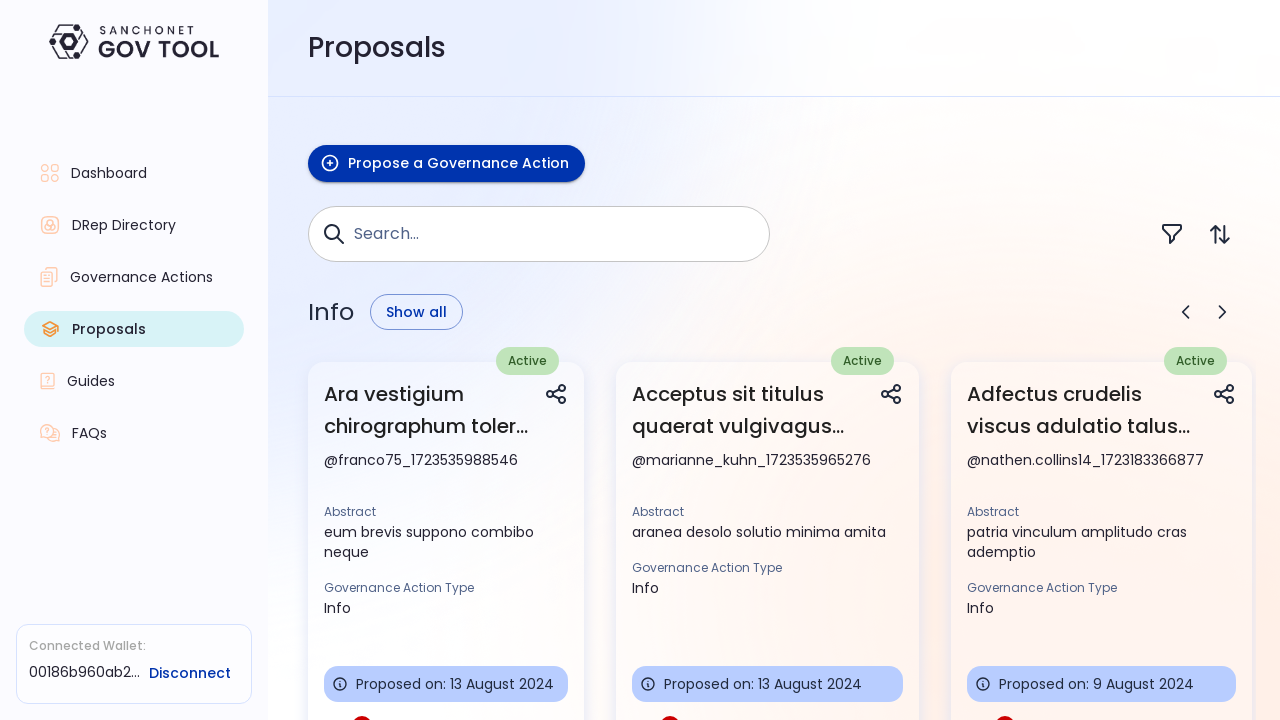 SANCHONET
GOV TOOL
Dashboard
DRep Directory
Governance Actions
Proposals
Guides
FAQs
Connected Wallet:
00186b960ab2... Disconnect
Proposals
Propose a Governance Action
Search...
Info Show all
Active
Ara vestigium
chirographum toler...
@franco75_1723535988546
Abstract
eum brevis suppono combibo
neque
Governance Action Type
Info
Proposed on: 13 August 2024
Active
Acceptus sit titulus
quaerat vulgivagus...
@marianne_kuhn_1723535965276
Abstract
aranea desolo solutio minima amita
Governance Action Type
Info
Proposed on: 13 August 2024
Active
Adfectus crudelis
viscus adulatio talus...
@nathen.collins14_1723183366877
Abstract
patria vinculum amplitudo cras
ademptio
Governance Action Type
Info
Proposed on: 9 August 2024